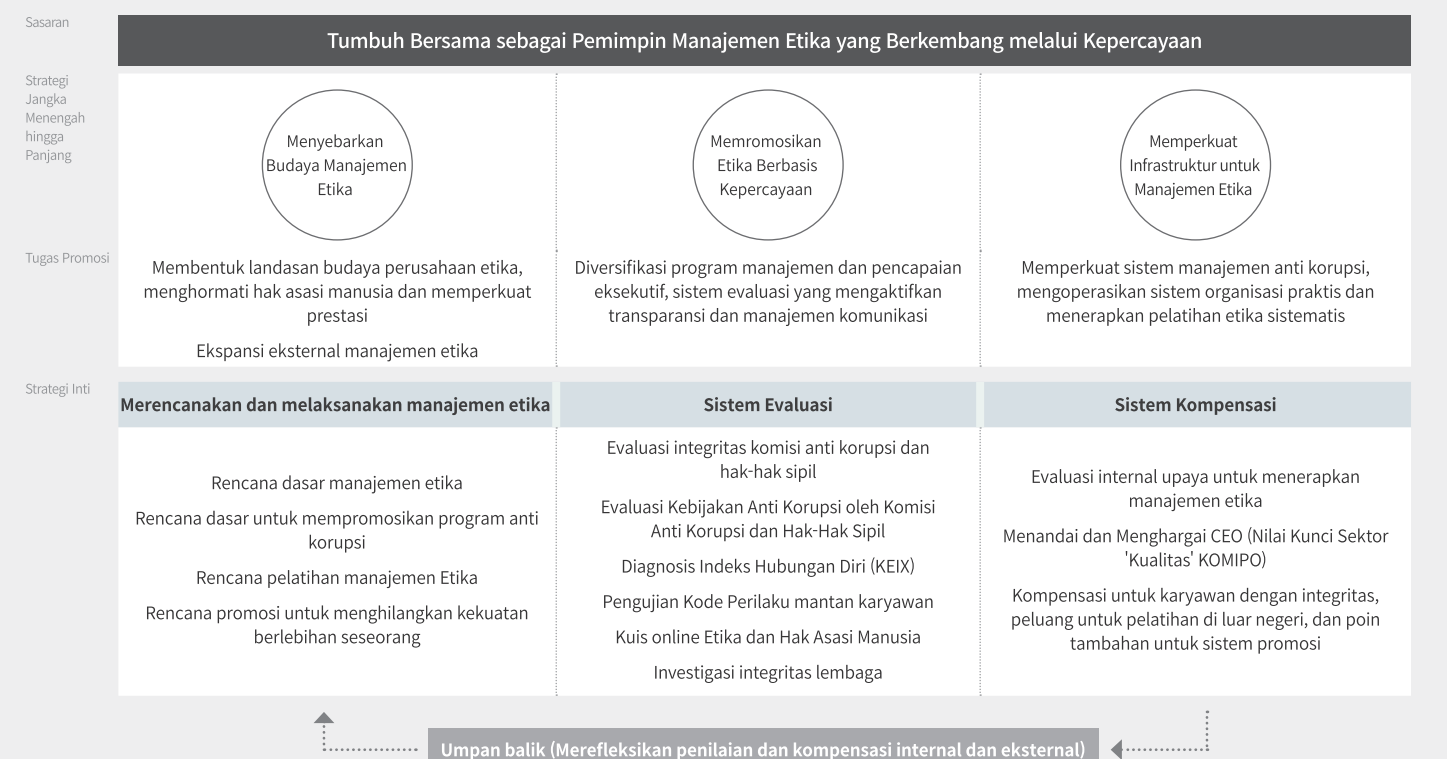 Sasaran
Tumbuh Bersama sebagai Pemimpin Manajemen Etika yang Berkembang melalui Kepercayaan
Strategi
Jangka
Menengah
hingga
Panjang
Menyebarkan
Budaya Manajemen
Etika
Memromosikan
Etika Berbasis
Kepercayaan
Memperkuat
Infrastruktur untuk
Manajemen Etika
Tugas Promosi
Membentuk landasan budaya perusahaan etika,
menghormati hak asasi manusia dan memperkuat
prestasi
Ekspansi eksternal manajemen etika
Diversifikasi program manajemen dan pencapaian
eksekutif, sistem evaluasi yang mengaktifkan
transparansi dan manajemen komunikasi
Memperkuat sistem manajemen anti korupsi,
mengoperasikan sistem organisasi praktis dan
menerapkan pelatihan etika sistematis
Strategi Inti
Merencanakan dan melaksanakan manajemen etika
Rencana dasar manajemen etika
Rencana dasar untuk mempromosikan program anti
korupsi
Rencana pelatihan manajemen Etika
Rencana promosi untuk menghilangkan kekuatan
berlebihan seseorang
Sistem Evaluasi
Evaluasi integritas komisi anti korupsi dan
hak-hak sipil
Evaluasi Kebijakan Anti Korupsi oleh Komisi
Anti Korupsi dan Hak-Hak Sipil
Diagnosis Indeks Hubungan Diri (KEIX)
Pengujian Kode Perilaku mantan karyawan
Kuis online Etika dan Hak Asasi Manusia
Investigasi integritas lembaga
Sistem Kompensasi
Evaluasi internal upaya untuk menerapkan
manajemen etika
Menandai dan Menghargai CEO (Nilai Kunci Sektor
'Kualitas' KOMIPO)
Kompensasi untuk karyawan dengan integritas,
peluang untuk pelatihan di luar negeri, dan poin
tambahan untuk sistem promosi
Umpan balik (Merefleksikan penilaian dan kompensasi internal dan eksternal)